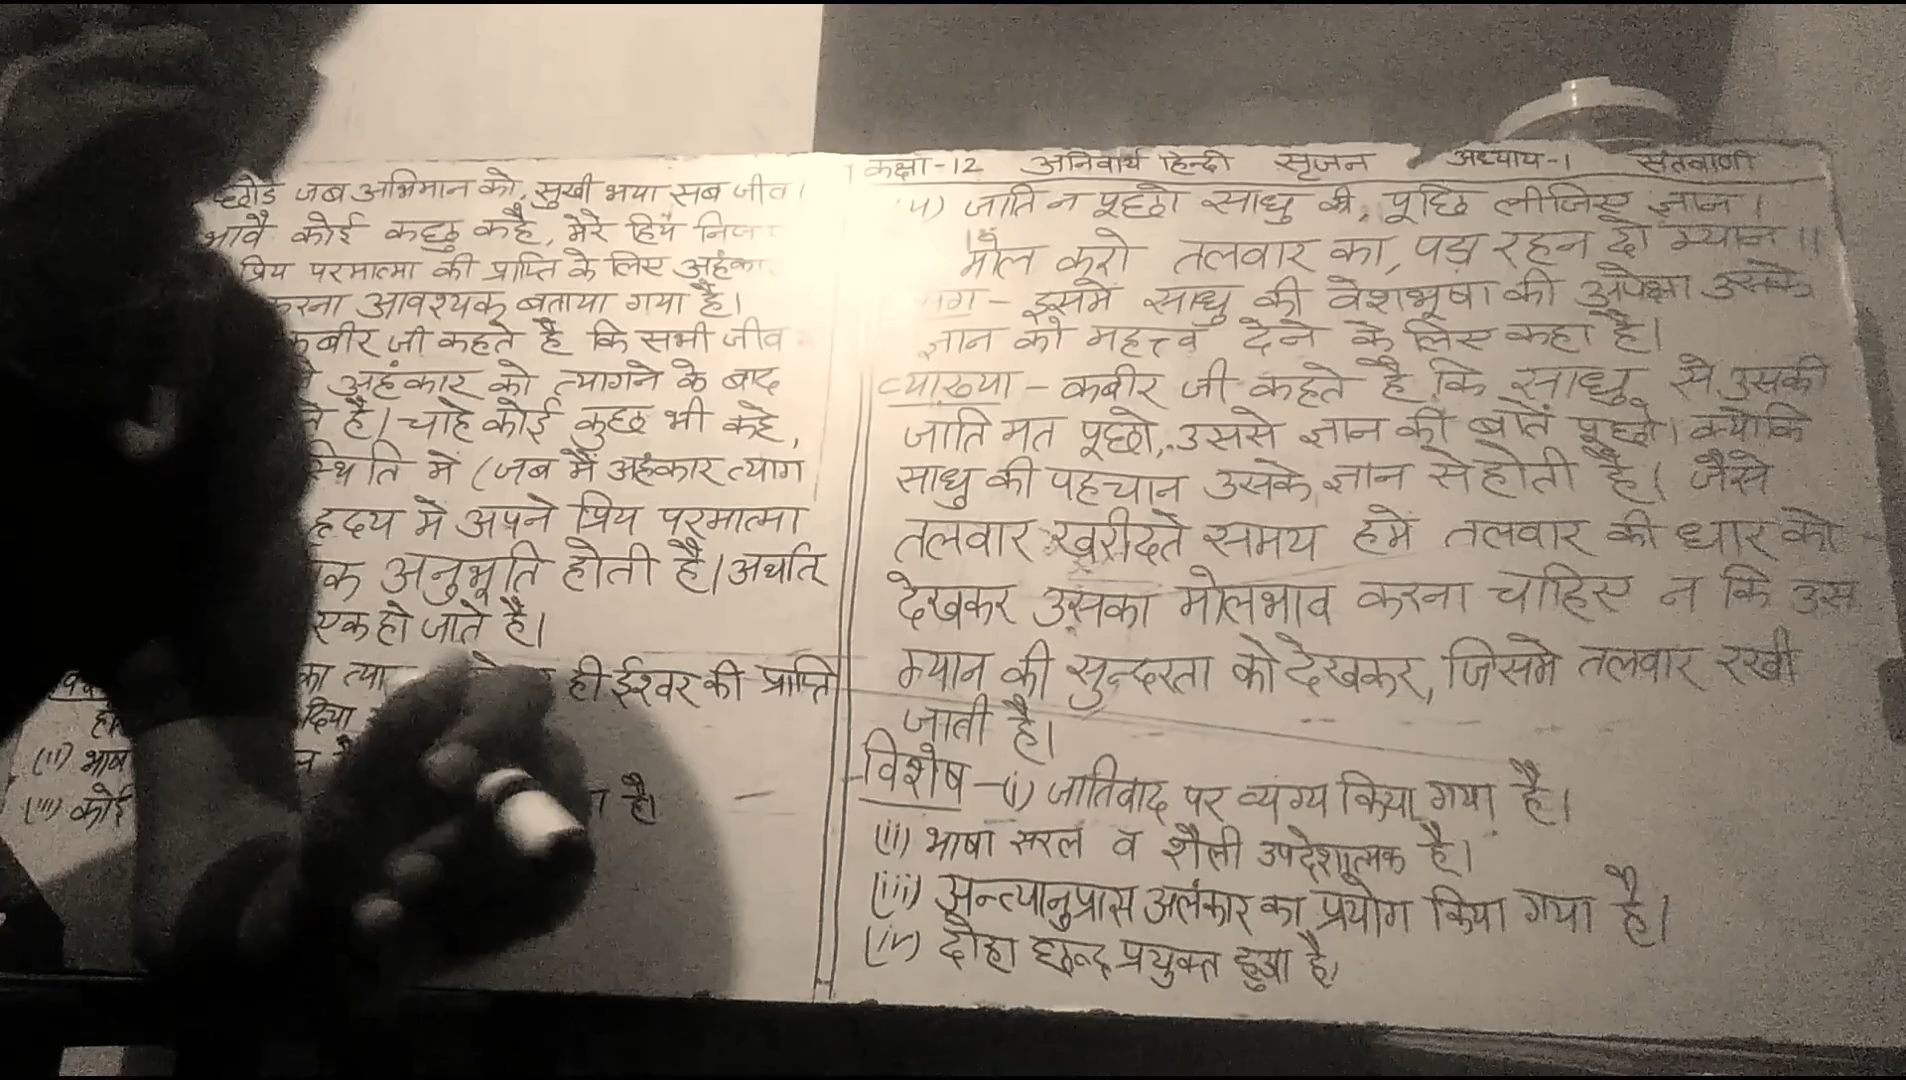 छोड जब अभिमान को, सुखी भया सब जीव।
भावै कोई कछु कहै, मेरे हिय निज
प्रिय परमात्मा की प्राप्ति के लिए अहंका
करना आवश्यक बताया गया है।
कबीर जी कहते है कि सभी जीव
अहंकार को त्यागने के बाद
है। चाहे कोई कुछ भी कहे,
स्थिति में (जब मैं अहंकार त्याग
हृदय मे अपने प्रिय परमात्मा
अनुभूति होती है। अर्थात
एक हो जाते है।
का त्या ही ईश्वर की प्राप्ति
दिया
(ii) भाष
(iii) कोई है।
कक्षा-12 अनिवार्य हिन्दी सृजन अध्याय-1 संतवाणी
जाति न पूछो साधु की, पूछि लीजिए ज्ञान।
मोल करो तलवार का, पड़ा रहन दो म्यान॥
इसमें साधु की वेशभूषा की अपेक्षा उसके
ज्ञान को महत्त्व देने के लिए कहा है।
व्याख्या - कबीर जी कहते है कि साधु से उसकी
जाति मत पूछो, उससे ज्ञान की बातें पूछो। क्योकि
साधु की पहचान उसके ज्ञान से होती है। जैसे
तलवार खरीदते समय हमे तलवार की धार को
देखकर उसका मोलभाव करना चाहिए न कि उस
म्यान की सुन्दरता को देखकर, जिसमे तलवार रखी
जाती है।
विशेष - (i) जातिवाद पर व्यंग्य किया गया है।
(ii) भाषा सरल व शैली उपदेशात्मक है।
(iii) अन्त्यानुप्रास अलंकार का प्रयोग किया गया है।
(iv) दोहा छन्द प्रयुक्त हुआ है।